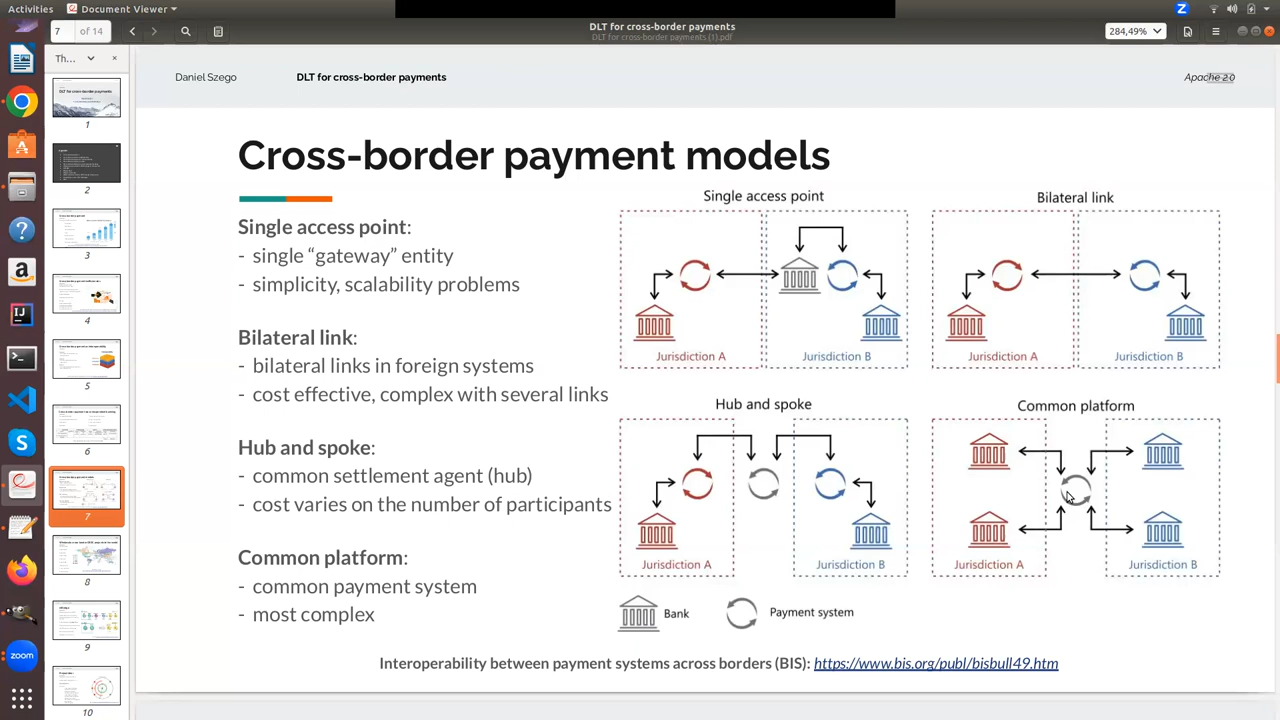 Activities
Document Viewer
7
of 14
DLT for cross-border payments
DLT for cross-border payments (1).pdf
284,49%
Th...
Daniel Szego
DLT for cross-border payments
Apache 2.0
Cross-border payment models
Single access point:
- single “gateway” entity
- simplicity, scalability problems
Bilateral link:
- bilateral links in foreign systems
- cost effective, complex with several links
Hub and spoke:
- common settlement agent (hub)
- cost varies on the number of participants
Common platform:
- common payment system
- most complex
Single access point
Jurisdiction A
Jurisdiction B
Bilateral link
Jurisdiction A
Jurisdiction B
Hub and spoke
Jurisdiction A
Jurisdiction B
Common platform
Jurisdiction A
Jurisdiction B
Bank
Payment system
Interoperability between payment systems across borders (BIS): https://www.bis.org/publ/bisbull49.htm
1
2
3
4
5
6
7
8
9
10
zoom